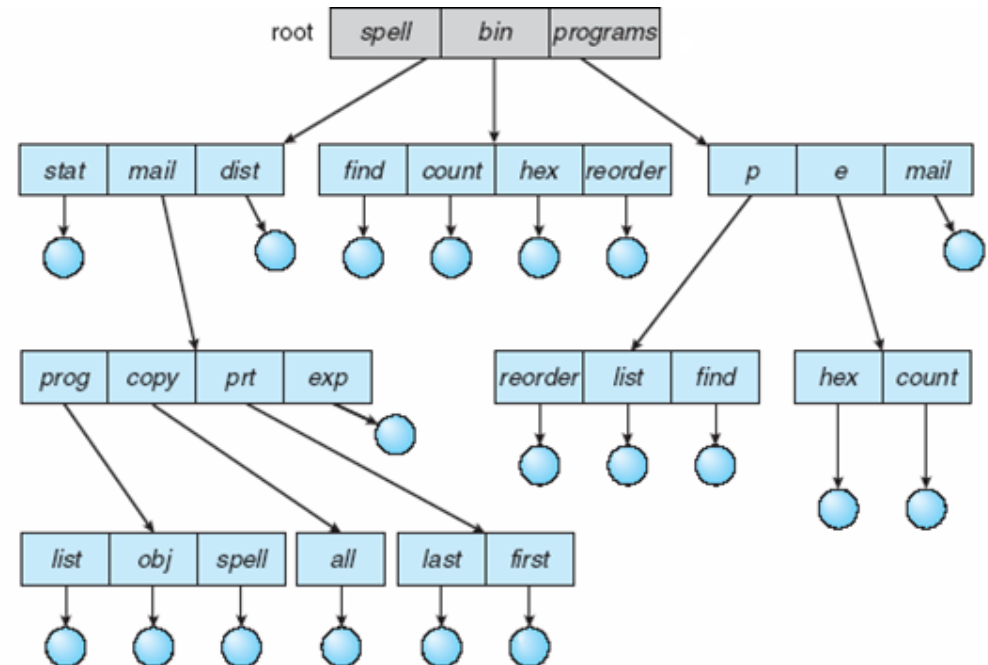 root spell bin programs
stat mail dist find count hex reorder p e mail
prog copy prt exp reorder list find hex count
list obj spell all last first